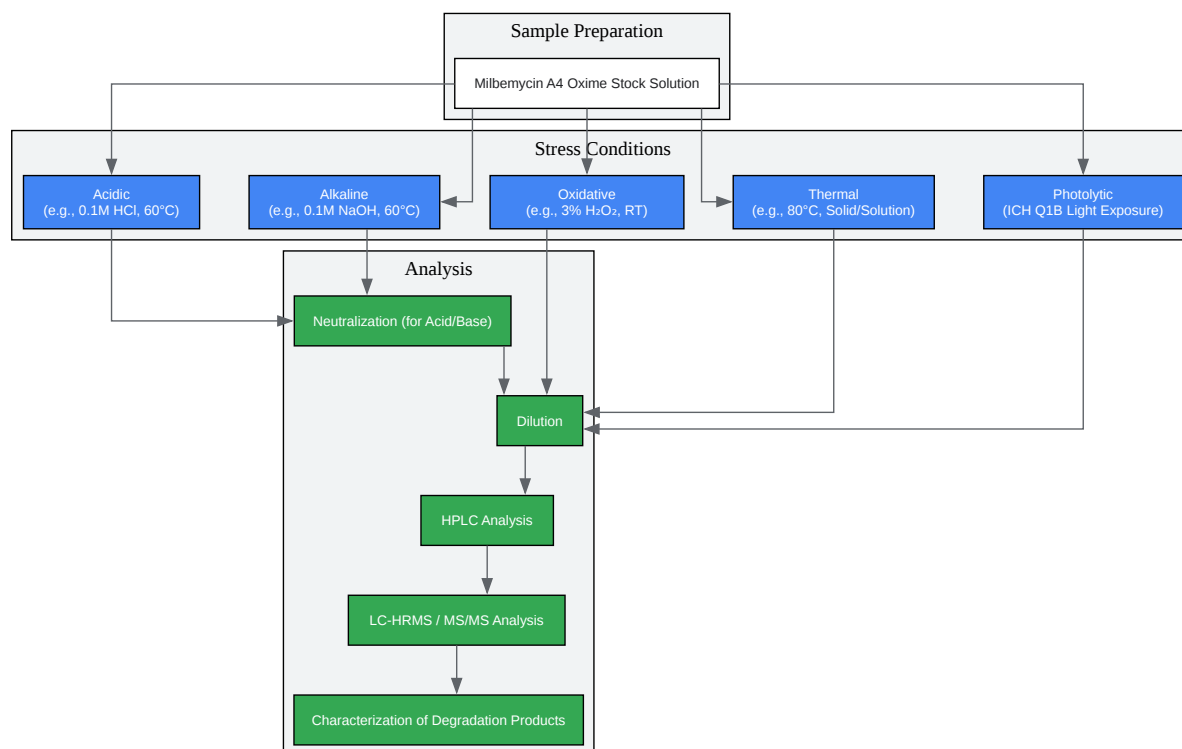 Sample Preparation
Milbemycin A4 Oxime Stock Solution
Stress Conditions
Acidic
(e.g., 0.1M HCl, 60°C)
Alkaline
(e.g., 0.1M NaOH, 60°C)
Oxidative
(e.g., 3% H₂O₂, RT)
Thermal
(e.g., 80°C, Solid/Solution)
Photolytic
(ICH Q1B Light Exposure)
Analysis
Neutralization (for Acid/Base)
Dilution
HPLC Analysis
LC-HRMS / MS/MS Analysis
Characterization of Degradation Products